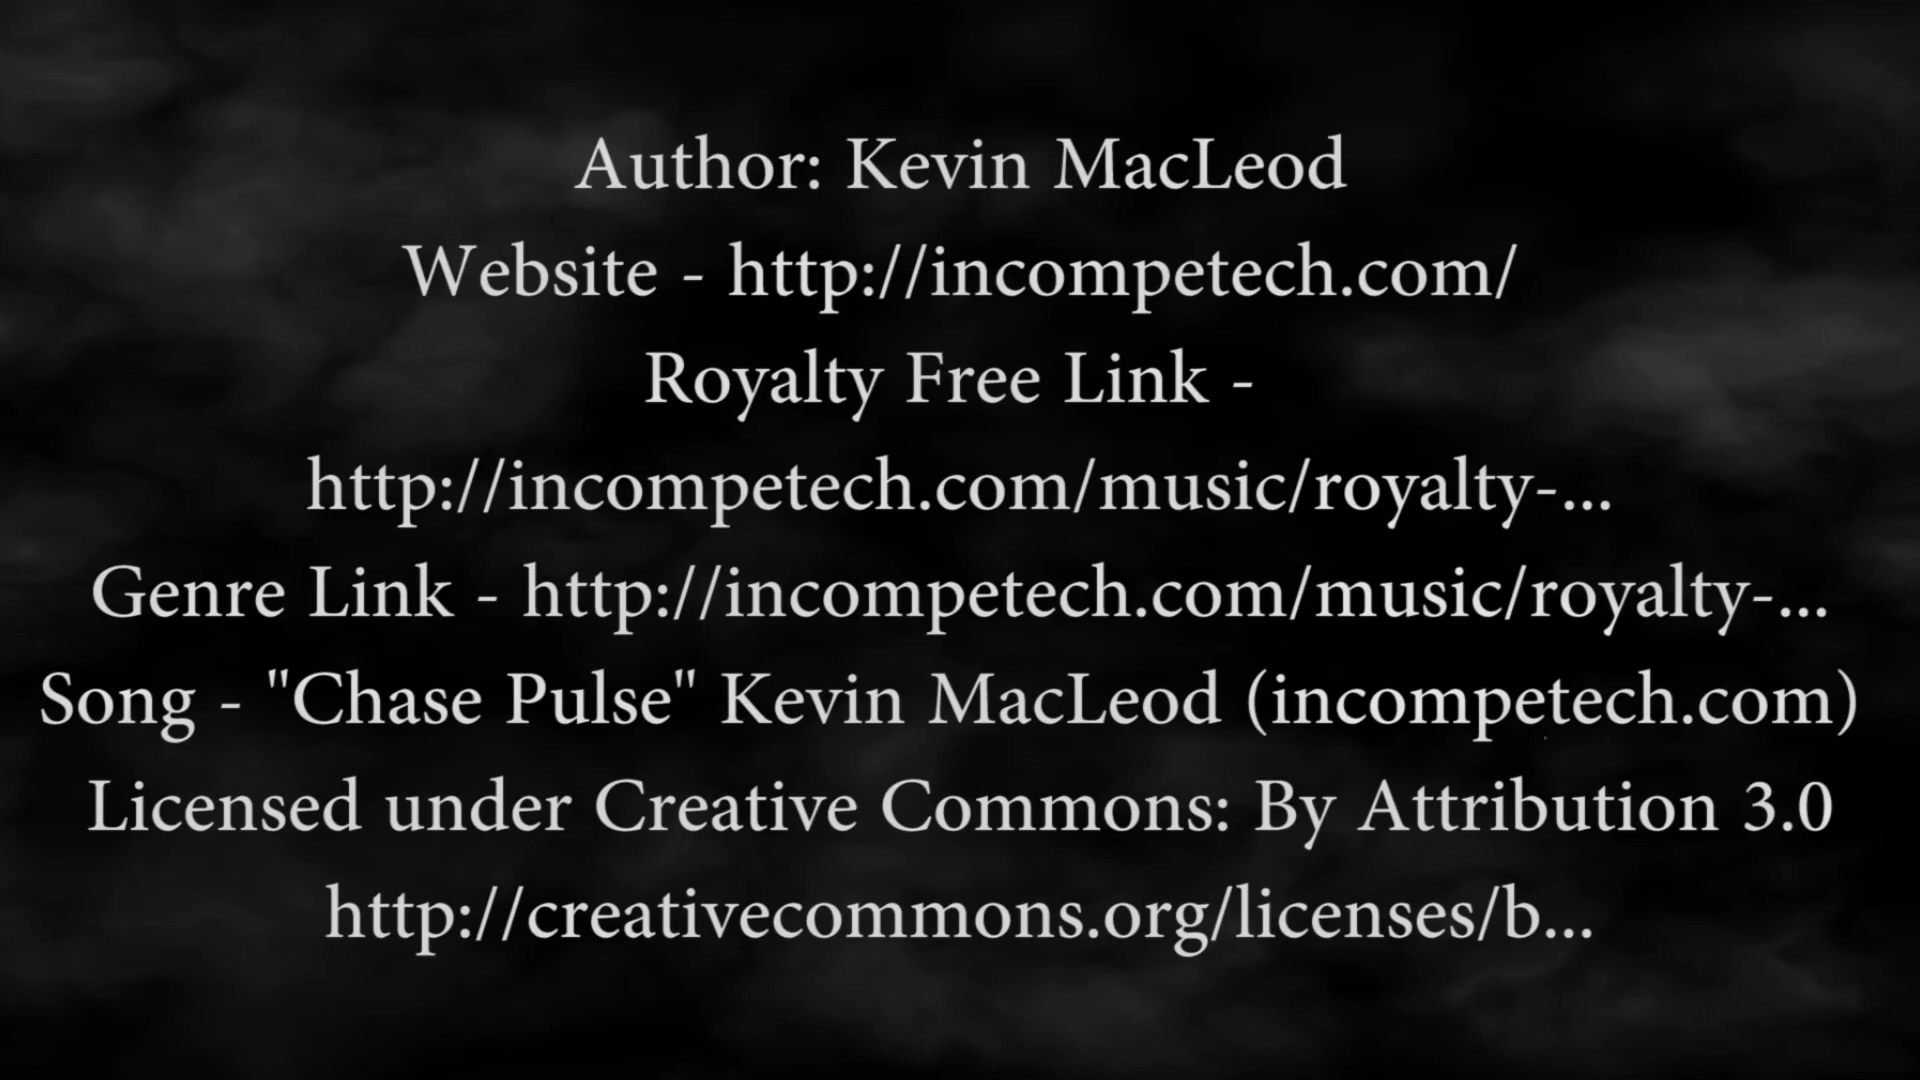 Author: Kevin MacLeod
Website - http://incompetech.com/
Royalty Free Link -
http://incompetech.com/music/royalty-...
Genre Link - http://incompetech.com/music/royalty-...
Song - "Chase Pulse" Kevin MacLeod (incompetech.com)
Licensed under Creative Commons: By Attribution 3.0
http://creativecommons.org/licenses/b...